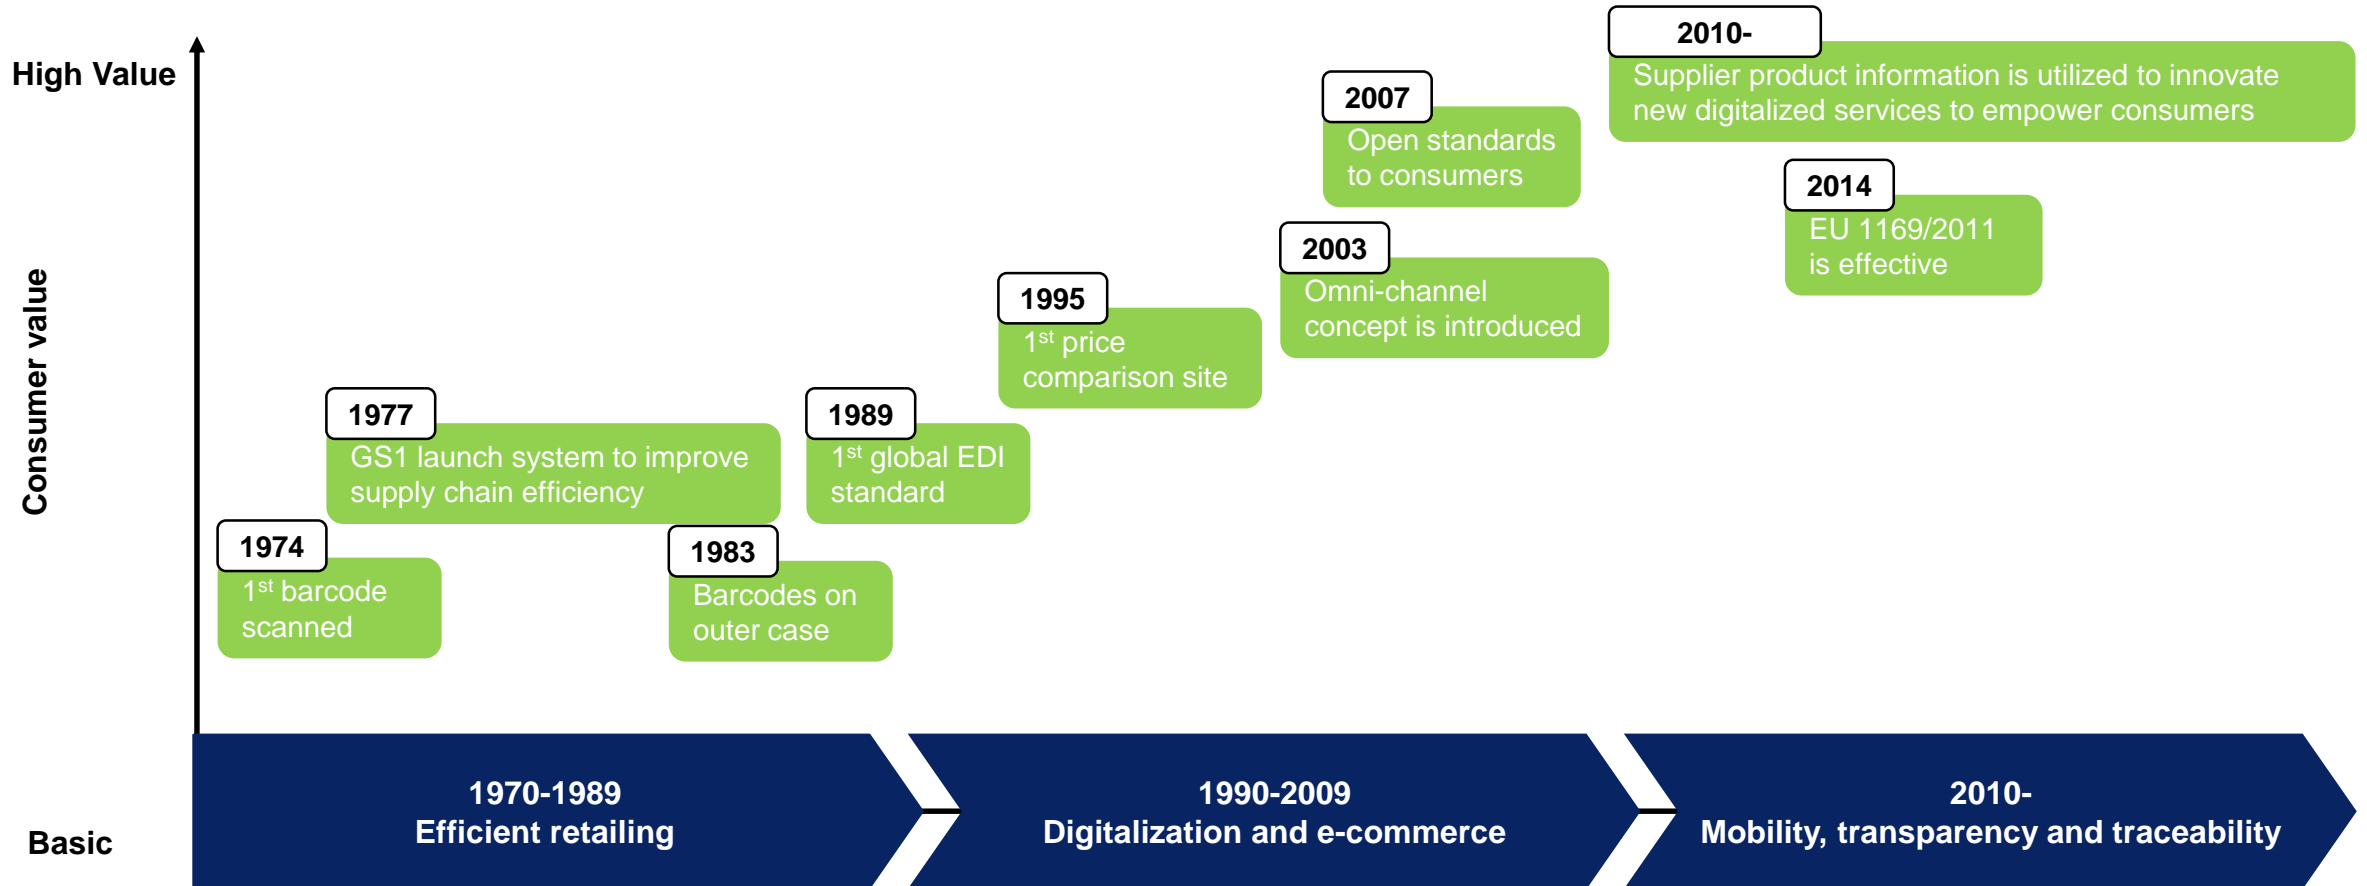 High Value
Consumer value
Basic
1974
1st barcode
scanned
1977
GS1 launch system to improve
supply chain efficiency
1983
Barcodes on
outer case
1989
1st global EDI
standard
1995
1st price
comparison site
2003
Omni-channel
concept is introduced
2007
Open standards
to consumers
2010-
Supplier product information is utilized to innovate
new digitalized services to empower consumers
2014
EU 1169/2011
is effective
1970-1989
Efficient retailing
1990-2009
Digitalization and e-commerce
2010-
Mobility, transparency and traceability